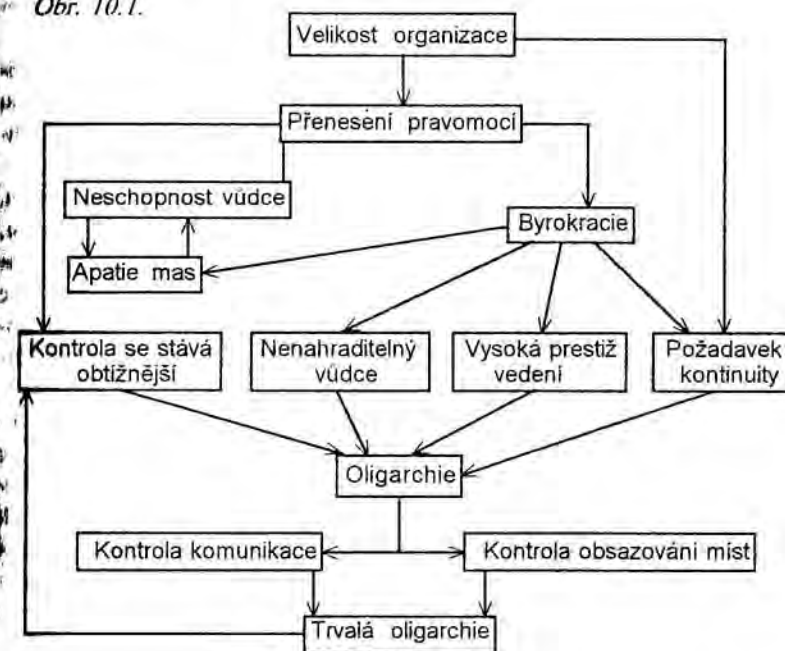 Obr. 10.1.
Velikost organizace
Přenesení pravomocí
Neschopnost vůdce
Byrokracie
Apatie mas
Kontrola se stává
obtížnější
Nenahraditelný
vůdce
Vysoká prestiž
vedení
Požadavek
kontinuity
Oligarchie
Kontrola komunikace
Kontrola obsazování míst
Trvalá oligarchie